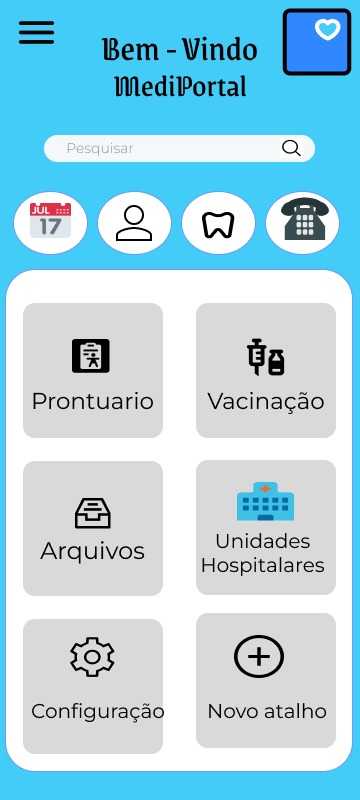 Bem - Vindo
MediPortal
Pesquisar
JUL
17
Prontuario
Vacinação
Arquivos
Unidades
Hospitalares
Configuração
Novo atalho